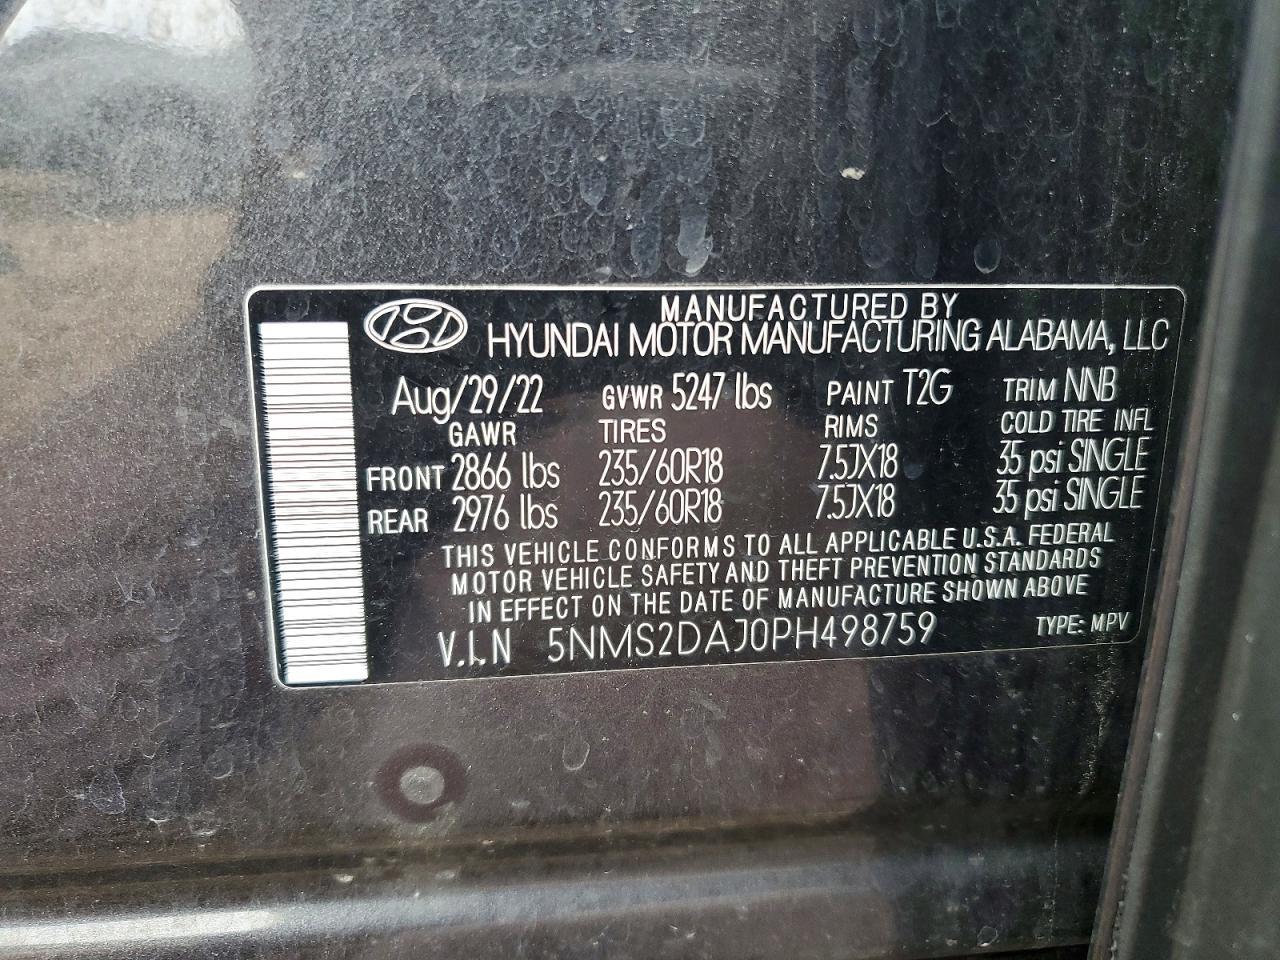 MANUFACTURED BY
HYUNDAI MOTOR MANUFACTURING ALABAMA, LLC
Aug/29/22 GVWR 5247 lbs PAINT T2G TRIM NNB
GAWR TIRES RIMS COLD TIRE INFL
FRONT 2866 lbs 235/60R18 7.5JX18 35 psi SINGLE
REAR 2976 lbs 235/60R18 7.5JX18 35 psi SINGLE
THIS VEHICLE CONFORMS TO ALL APPLICABLE U.S.A. FEDERAL
MOTOR VEHICLE SAFETY AND THEFT PREVENTION STANDARDS
IN EFFECT ON THE DATE OF MANUFACTURE SHOWN ABOVE
V.I.N 5NMS2DAJ0PH498759 TYPE: MPV